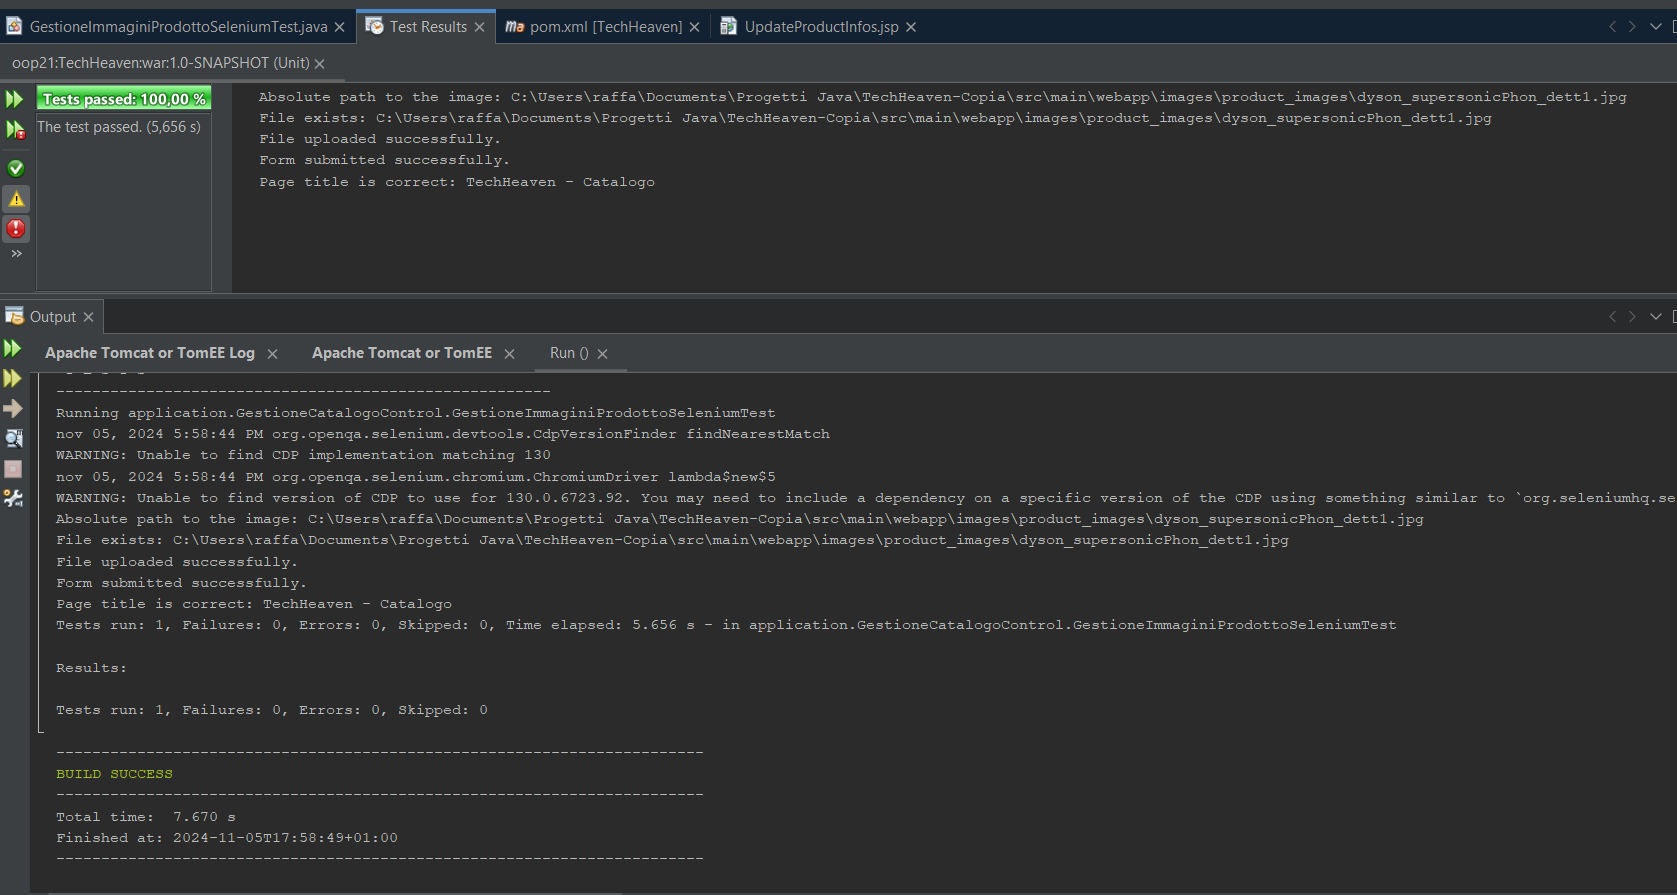 GestioneImmaginiProdottoSeleniumTest.java
Test Results
pom.xml [TechHeaven]
UpdateProductInfos.jsp
oop21:TechHeaven:war:1.0-SNAPSHOT (Unit)
Tests passed: 100,00 %
The test passed. (5,656 s)
Absolute path to the image: C:\Users\raffa\Documents\Progetti Java\TechHeaven-Copia\src\main\webapp\images\product_images\dyson_supersonicPhon_dett1.jpg
File exists: C:\Users\raffa\Documents\Progetti Java\TechHeaven-Copia\src\main\webapp\images\product_images\dyson_supersonicPhon_dett1.jpg
File uploaded successfully.
Form submitted successfully.
Page title is correct: TechHeaven - Catalogo
Output
Apache Tomcat or TomEE Log
Apache Tomcat or TomEE
Run ()
-------------------------------------------------------
Running application.GestioneCatalogoControl.GestioneImmaginiProdottoSeleniumTest
nov 05, 2024 5:58:44 PM org.openqa.selenium.devtools.CdpVersionFinder findNearestMatch
WARNING: Unable to find CDP implementation matching 130
nov 05, 2024 5:58:44 PM org.openqa.selenium.chromium.ChromiumDriver lambda$new$5
WARNING: Unable to find version of CDP to use for 130.0.6723.92. You may need to include a dependency on a specific version of the CDP using something similar to `org.seleniumhq.se
Absolute path to the image: C:\Users\raffa\Documents\Progetti Java\TechHeaven-Copia\src\main\webapp\images\product_images\dyson_supersonicPhon_dett1.jpg
File exists: C:\Users\raffa\Documents\Progetti Java\TechHeaven-Copia\src\main\webapp\images\product_images\dyson_supersonicPhon_dett1.jpg
File uploaded successfully.
Form submitted successfully.
Page title is correct: TechHeaven - Catalogo
Tests run: 1, Failures: 0, Errors: 0, Skipped: 0, Time elapsed: 5.656 s - in application.GestioneCatalogoControl.GestioneImmaginiProdottoSeleniumTest
Results:
Tests run: 1, Failures: 0, Errors: 0, Skipped: 0
------------------------------------------------------------------------
BUILD SUCCESS
------------------------------------------------------------------------
Total time:  7.670 s
Finished at: 2024-11-05T17:58:49+01:00
------------------------------------------------------------------------